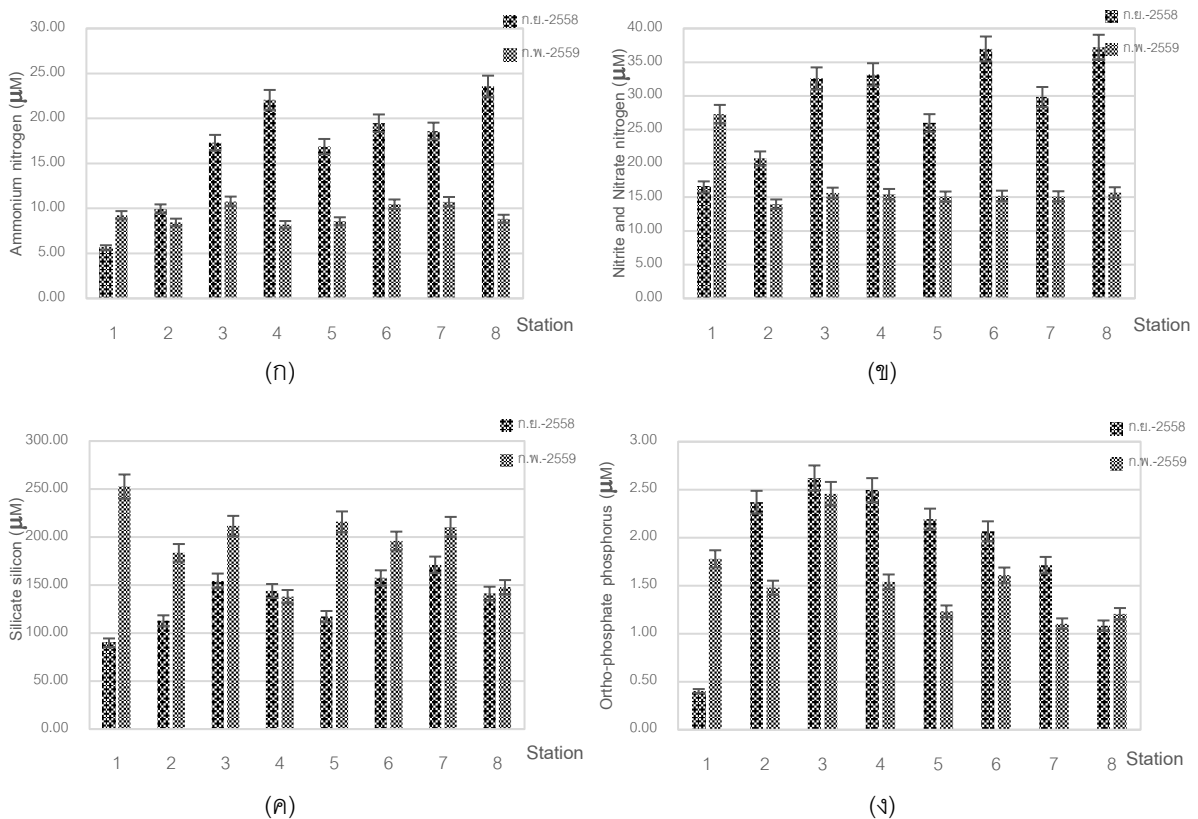 ก.ย.-2558
ก.พ.-2559
Ammonium nitrogen (µM)
30.00
25.00
20.00
15.00
10.00
5.00
0.00
1 2 3 4 5 6 7 8 Station
(ก)
ก.ย.-2558
ก.พ.-2559
Nitrite and Nitrate nitrogen (µM)
40.00
35.00
30.00
25.00
20.00
15.00
10.00
5.00
0.00
1 2 3 4 5 6 7 8 Station
(ข)
ก.ย.-2558
ก.พ.-2559
Silicate silicon (µM)
300.00
250.00
200.00
150.00
100.00
50.00
0.00
1 2 3 4 5 6 7 8 Station
(ค)
ก.ย.-2558
ก.พ.-2559
Ortho-phosphate phosphorus (µM)
3.00
2.50
2.00
1.50
1.00
0.50
0.00
1 2 3 4 5 6 7 8 Station
(ง)